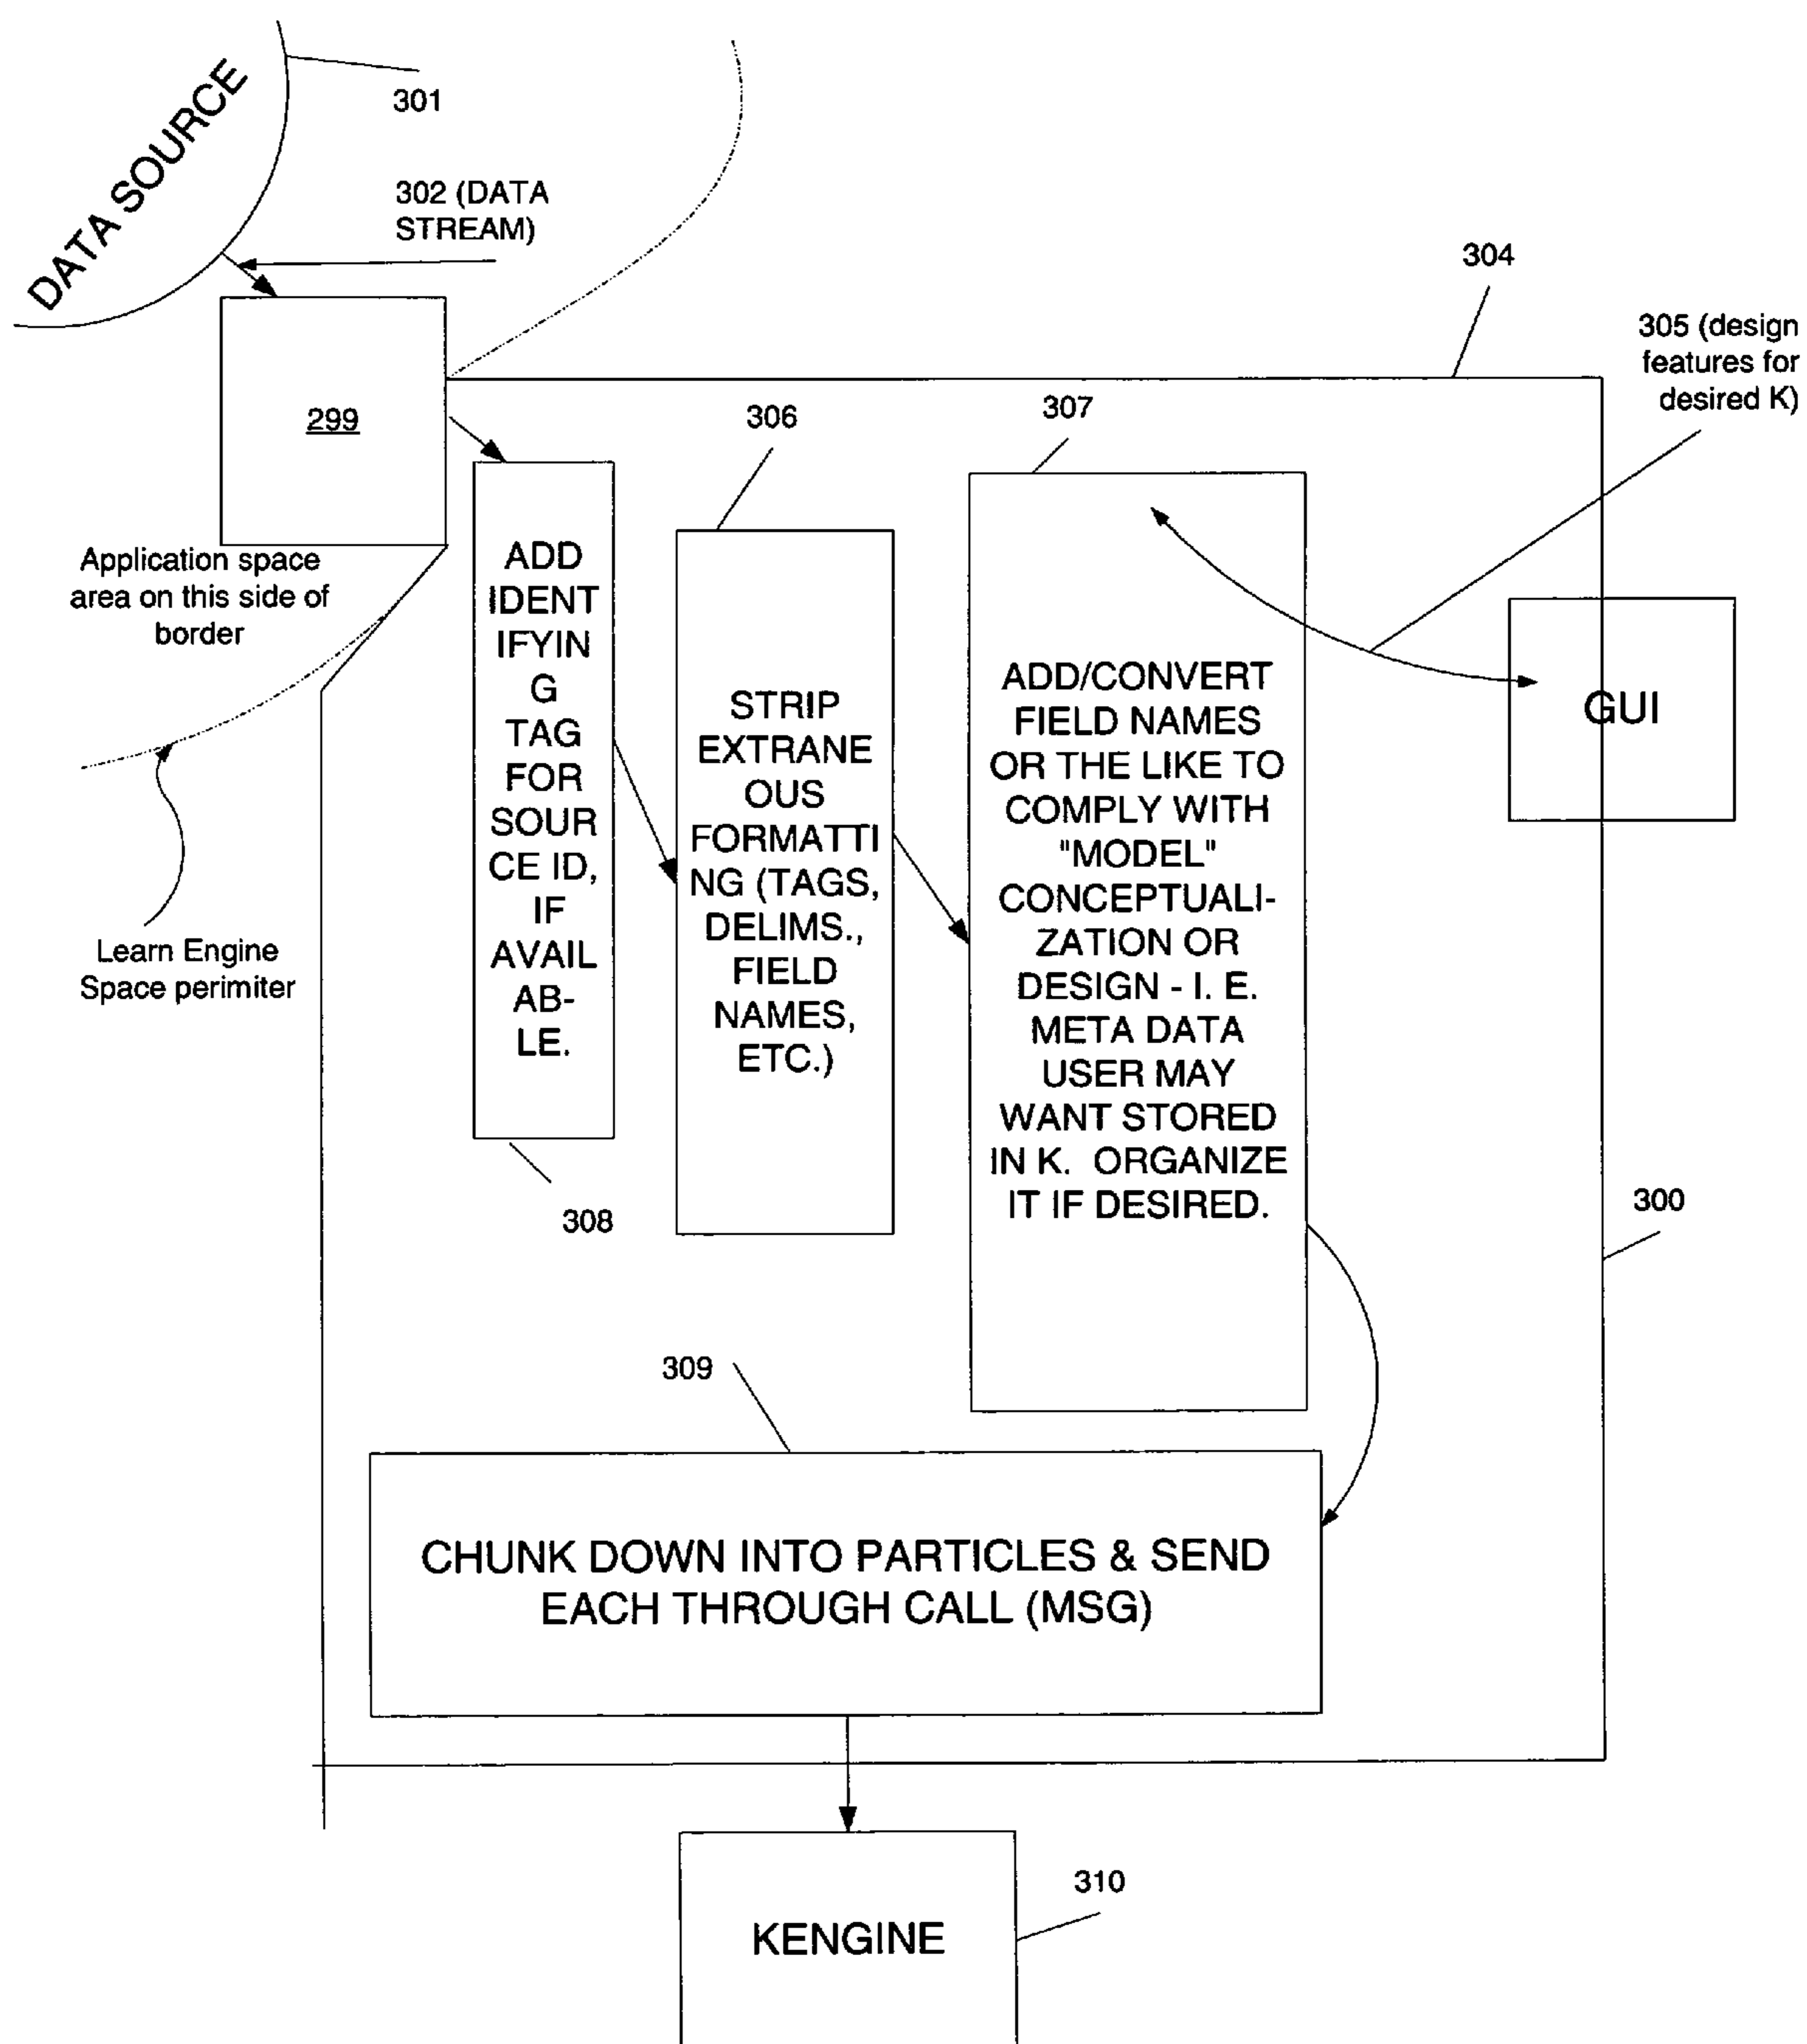 DATA SOURCE
301
302 (DATA
STREAM)
304
305 (design
features for
desired K)
299
306
307
Application space
area on this side of
border
ADD
IDENT
IFYIN
G
TAG
FOR
SOUR
CE ID,
IF
AVAIL
AB-
LE.
STRIP
EXTRANE
OUS
FORMATTI
NG (TAGS,
DELIMS.,
FIELD
NAMES,
ETC.)
ADD/CONVERT
FIELD NAMES
OR THE LIKE TO
COMPLY WITH
"MODEL"
CONCEPTUALI-
ZATION OR
DESIGN - I. E.
META DATA
USER MAY
WANT STORED
IN K. ORGANIZE
IT IF DESIRED.
GUI
Learn Engine
Space perimiter
308
300
309
CHUNK DOWN INTO PARTICLES & SEND
EACH THROUGH CALL (MSG)
310
KENGINE